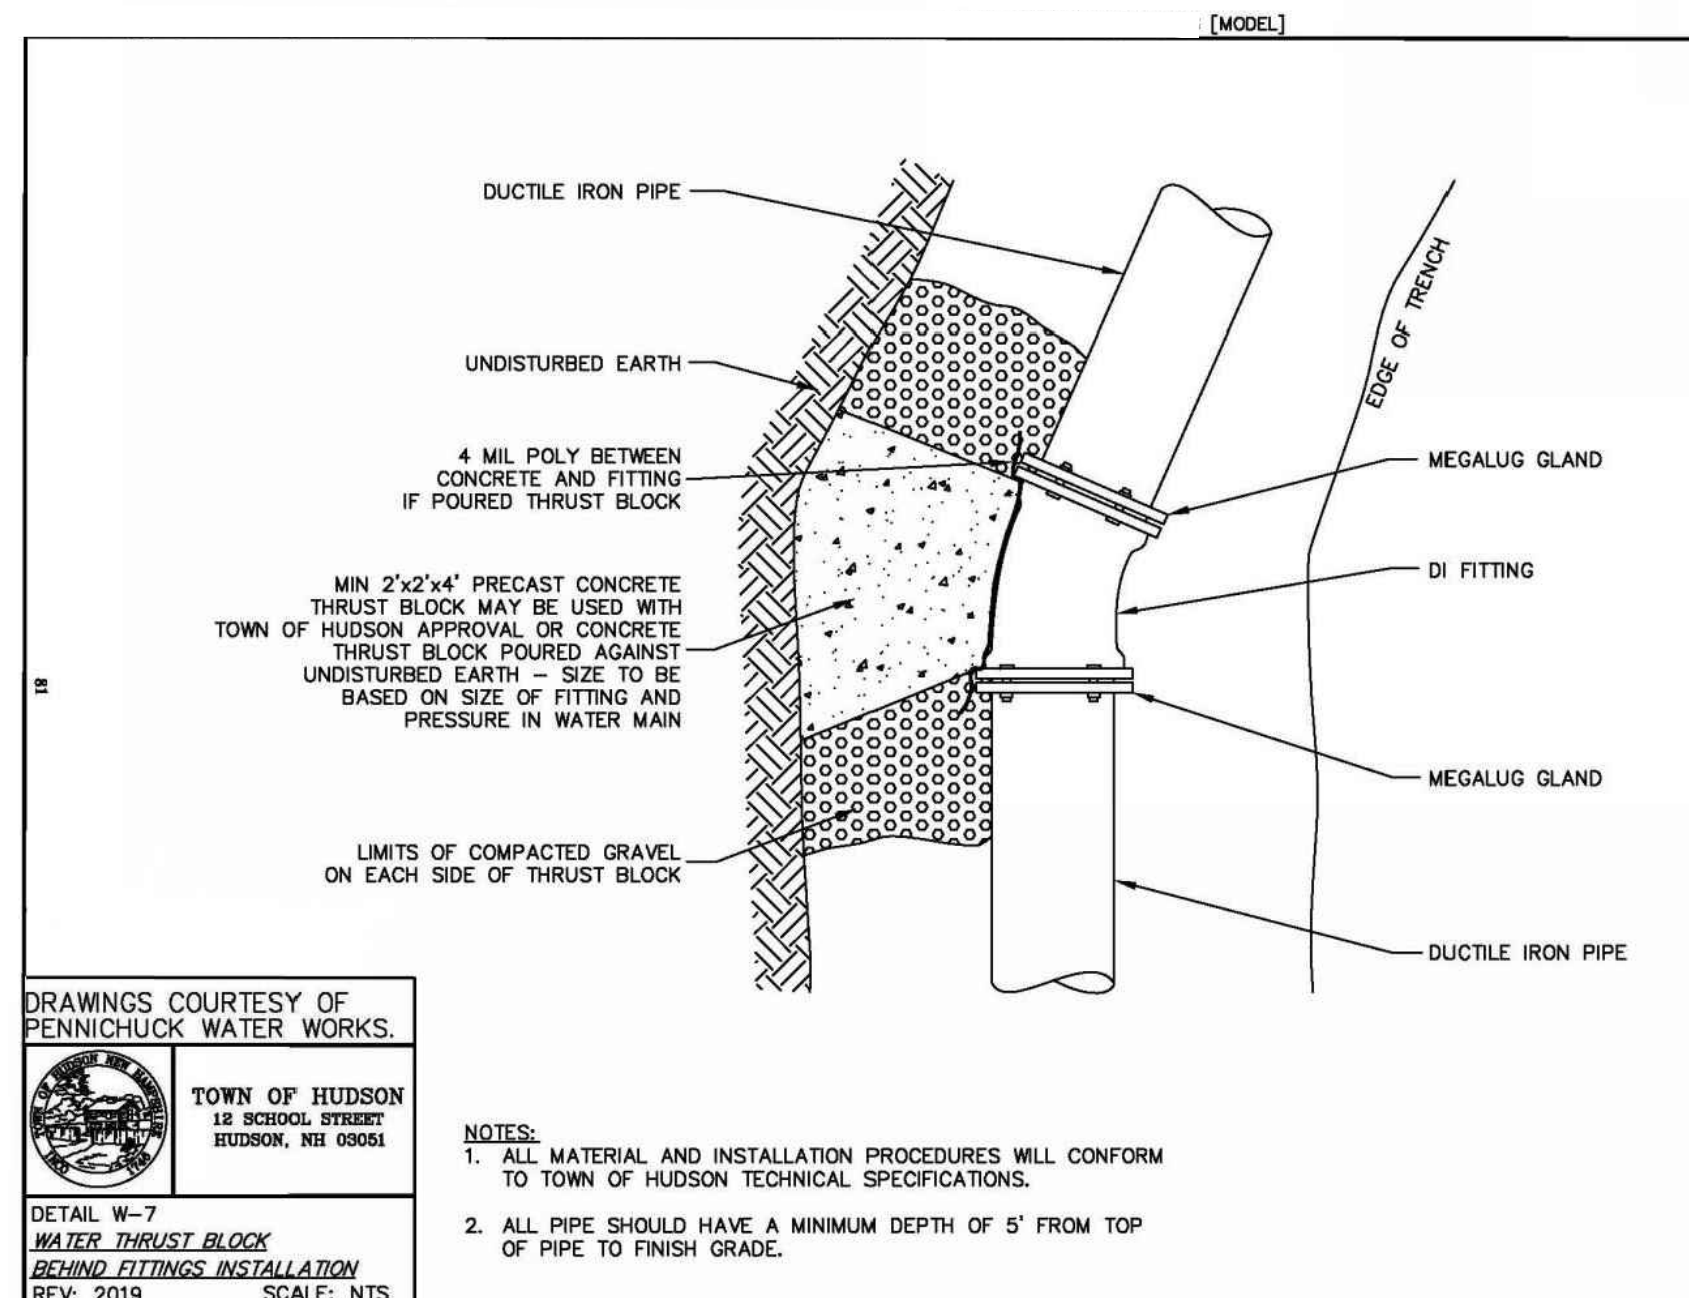 [MODEL]
DUCTILE IRON PIPE
EDGE OF TRENCH
UNDISTURBED EARTH
4 MIL POLY BETWEEN
CONCRETE AND FITTING
IF POURED THRUST BLOCK
MEGALUG GLAND
DI FITTING
MIN 2'x2'x4' PRECAST CONCRETE
THRUST BLOCK MAY BE USED WITH
TOWN OF HUDSON APPROVAL OR CONCRETE
THRUST BLOCK POURED AGAINST
UNDISTURBED EARTH – SIZE TO BE
BASED ON SIZE OF FITTING AND
PRESSURE IN WATER MAIN
81
MEGALUG GLAND
LIMITS OF COMPACTED GRAVEL
ON EACH SIDE OF THRUST BLOCK
DUCTILE IRON PIPE
DRAWINGS COURTESY OF
PENNICHUCK WATER WORKS.
TOWN OF HUDSON NEW HAMPSHIRE
INCO 1746
TOWN OF HUDSON
12 SCHOOL STREET
HUDSON, NH 03051
DETAIL W–7
WATER THRUST BLOCK
BEHIND FITTINGS INSTALLATION
REV: 2019 SCALE: NTS
NOTES:
1. ALL MATERIAL AND INSTALLATION PROCEDURES WILL CONFORM
TO TOWN OF HUDSON TECHNICAL SPECIFICATIONS.
2. ALL PIPE SHOULD HAVE A MINIMUM DEPTH OF 5' FROM TOP
OF PIPE TO FINISH GRADE.